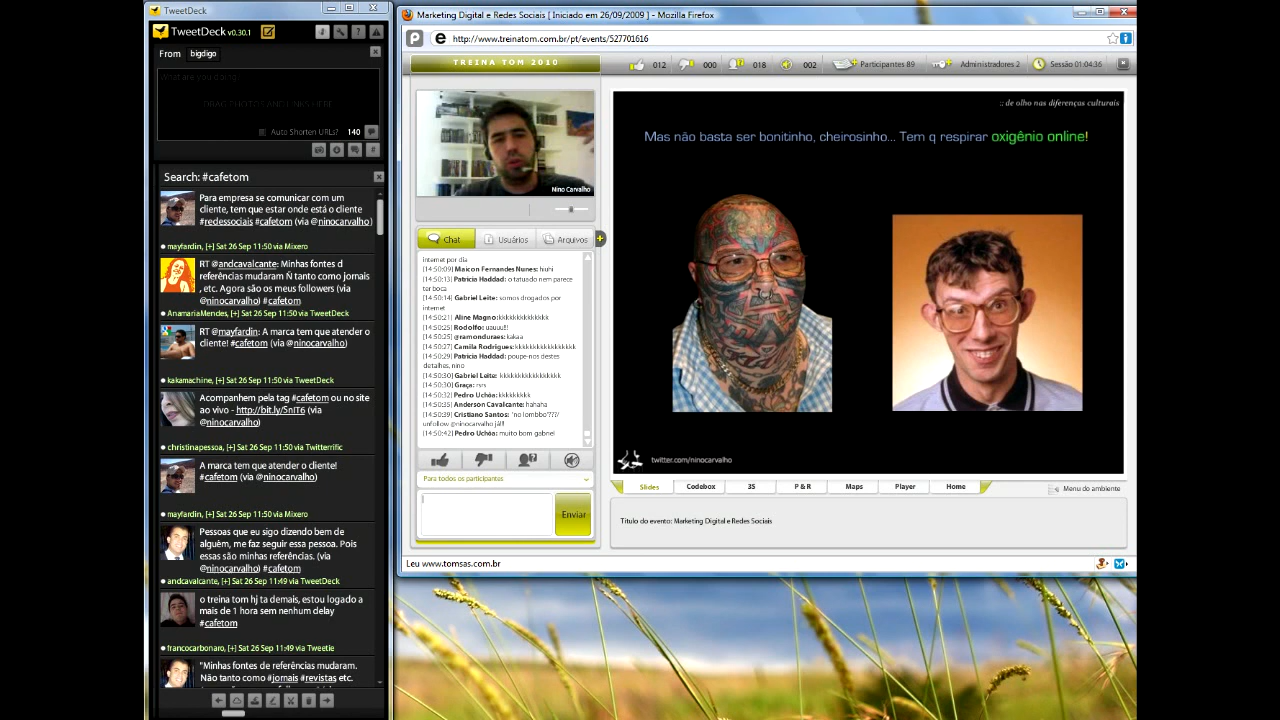 TweetDeck
TweetDeck v0.30.1
From bigdigo
What are you doing?
Auto Shorten URLs? 140
Search: #cafetom
Para empresa se comunicar com um
cliente, tem que estar onde está o cliente
#redessociais #cafetom (via @ninocarvalho)
mayfardin, [+] Sat 26 Sep 11:50 via Mixero
RT @andcavalcante: Minhas fontes d
referências mudaram Ñ tanto como jornais
, etc. Agora são os meus followers (via
@ninocarvalho) #cafetom
AnamariaMendes, [+] Sat 26 Sep 11:50 via TweetDeck
RT @mayfardin: A marca tem que atender o
cliente! #cafetom (via @ninocarvalho)
kakamachine, [+] Sat 26 Sep 11:50 via TweetDeck
Acompanhem pela tag #cafetom ou no site
ao vivo - http://bit.ly/5nIT6 (via
@ninocarvalho)
christinapessoa, [+] Sat 26 Sep 11:50 via Twitterrific
A marca tem que atender o cliente!
#cafetom (via @ninocarvalho)
mayfardin, [+] Sat 26 Sep 11:50 via Mixero
Pessoas que eu sigo dizendo bem de
alguém, me faz seguir essa pessoa. Pois
essas são minhas referências. (via
@ninocarvalho) #cafetom
andcavalcante, [+] Sat 26 Sep 11:49 via TweetDeck
o treina tom hj ta demais, estou logado a
mais de 1 hora sem nenhum delay
#cafetom
francocarbonaro, [+] Sat 26 Sep 11:49 via Tweetie
"Minhas fontes de referências mudaram.
Não tanto como #jornais #revistas etc.
Marketing Digital e Redes Sociais [ Iniciado em 26/09/2009 ] - Mozilla Firefox
http://www.treinatom.com.br/pt/events/527701616
TREINA TOM 2010
012 000 018 002 Participantes 89 Administradores 2 Sessão 01:04:36
Nino Carvalho
Chat Usuários Arquivos
internet por dia
[14:50:09] Maicon Fernandes Nunes: hiuhi
[14:50:13] Patricia Haddad: o tatuado nem parece
ter boca
[14:50:14] Gabriel Leite: somos drogados por
internet
[14:50:21] Aline Magno:kkkkkkkkkkkkk
[14:50:25] Rodolfo: uauuu!!!
[14:50:25] @ramonduraes: kakaa
[14:50:27] Camila Rodrigues:kkkkkkkkkkkkkkkkk
[14:50:29] Patricia Haddad: poupe-nos destes
detalhes, nino
[14:50:30] Gabriel Leite: kkkkkkkkkkkkkkkk
[14:50:30] Graça: rsrs
[14:50:32] Pedro Uchôa: kkkkkkkkk
[14:50:35] Anderson Cavalcante: hahaha
[14:50:39] Cristiano Santos: 'no lombbo'???/
unfollow @ninocarvalho já!!!
[14:50:42] Pedro Uchôa: muito bom gabriel
Para todos os participantes
Enviar
:: de olho nas diferenças culturais
Mas não basta ser bonitinho, cheirosinho... Tem q respirar oxigênio online!
twitter.com/ninocarvalho
Slides Codebox 3S P & R Maps Player Home
Menu do ambiente
Título do evento: Marketing Digital e Redes Sociais
Leu www.tomsas.com.br